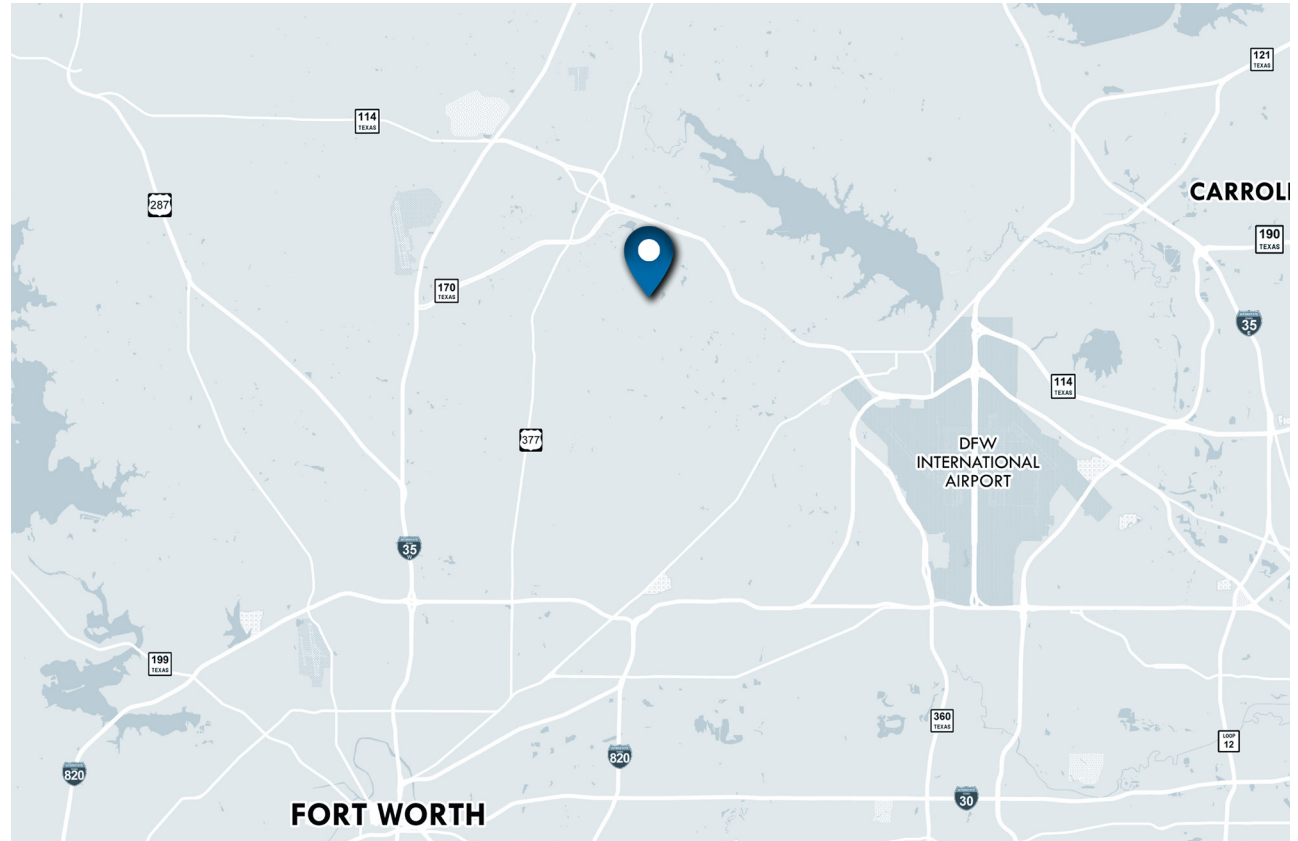 121
TEXAS
114
TEXAS
CARROLL
287
190
TEXAS
170
TEXAS
35
E
114
TEXAS
377
DFW
INTERNATIONAL
AIRPORT
35
W
199
TEXAS
360
TEXAS
LOOP
12
820
820
30
FORT WORTH